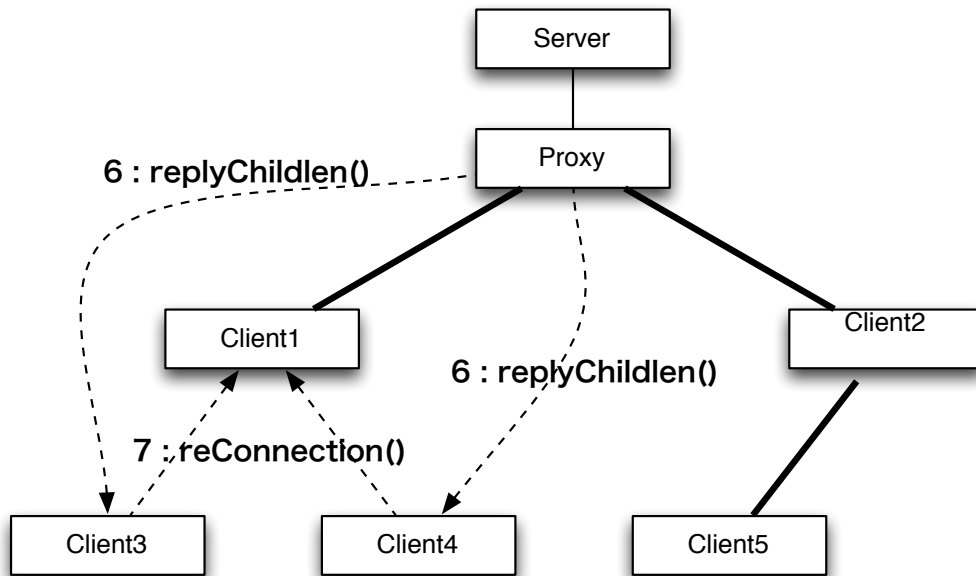 Server
Proxy
6 : replyChildlen()
Client1
Client2
6 : replyChildlen()
7 : reConnection()
Client3
Client4
Client5